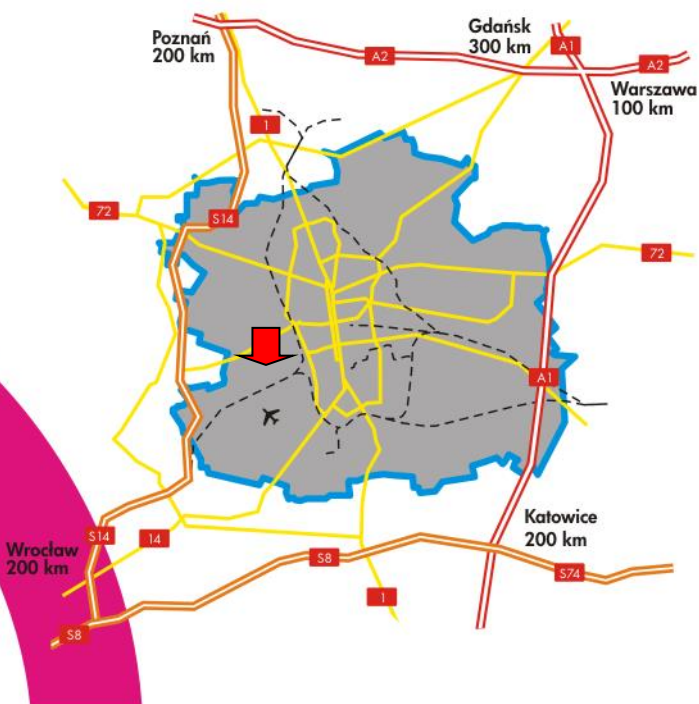 Poznań
200 km
Gdańsk
300 km
A1
A2
A2
Warszawa
100 km
1
72
S14
72
A1
Katowice
200 km
S14
14
Wrocław
200 km
S8
S74
1
S8